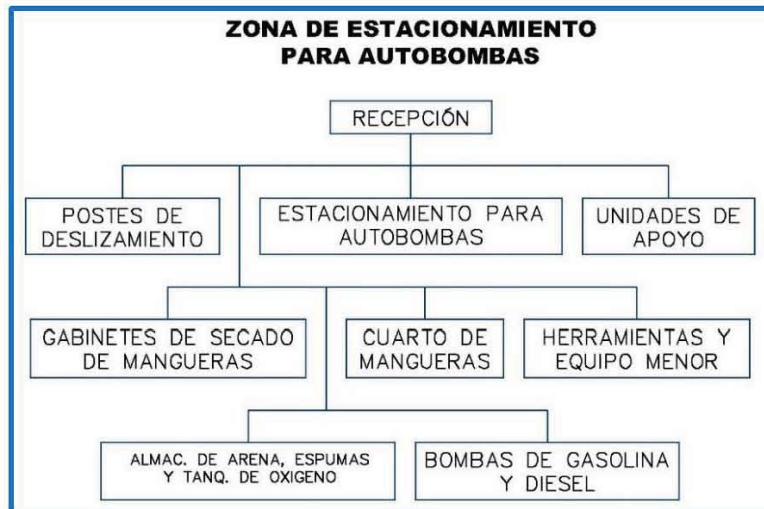 ZONA DE ESTACIONAMIENTO
PARA AUTOBOMBAS
RECEPCIÓN
POSTES DE
DESLIZAMIENTO
ESTACIONAMIENTO PARA
AUTOBOMBAS
UNIDADES DE
APOYO
GABINETES DE SECADO
DE MANGUERAS
CUARTO DE
MANGUERAS
HERRAMIENTAS Y
EQUIPO MENOR
ALMAC. DE ARENA, ESPUMAS
Y TANQ. DE OXIGENO
BOMBAS DE GASOLINA
Y DIESEL